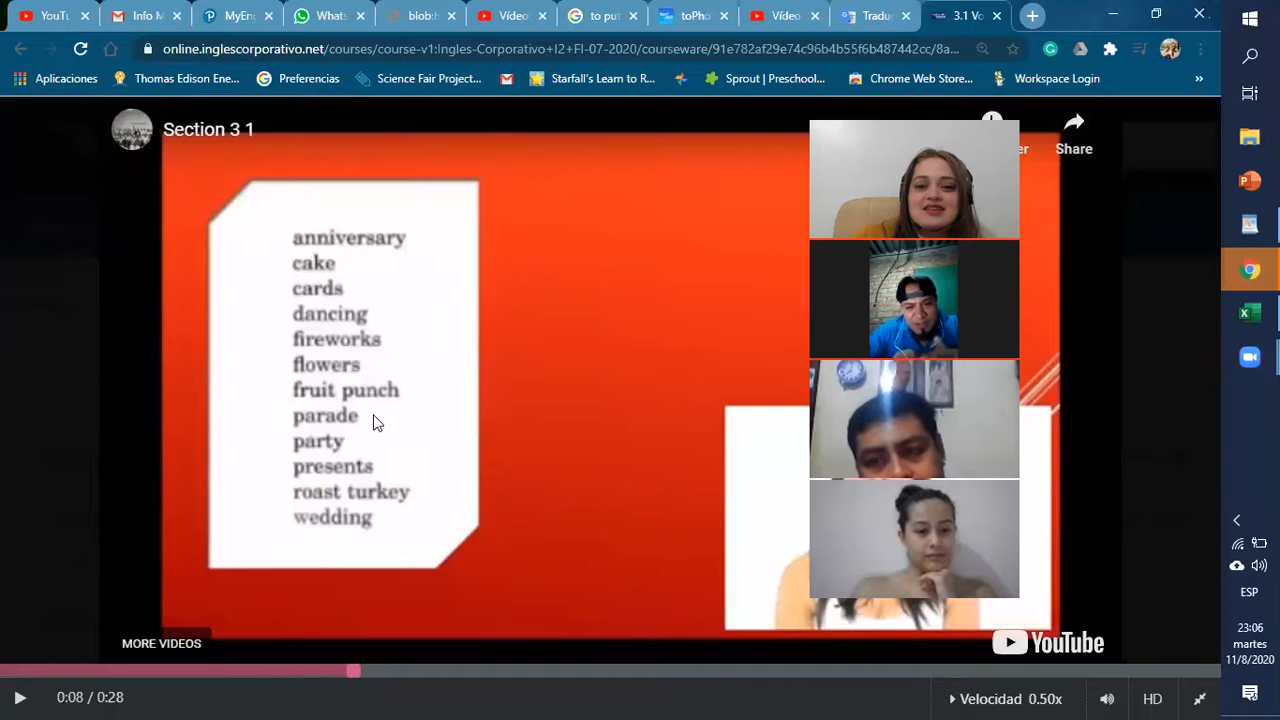 YouTu
Info M
MyEng
Whats
blob:h
Vídeo
to put
toPho
Vídeo
Tradu
3.1 Vo
online.inglescorporativo.net/courses/course-v1:Ingles-Corporativo+I2+FI-07-2020/courseware/91e782af29e74c96b4b55f6b487442cc/8a...
Aplicaciones
Thomas Edison Ene...
Preferencias
Science Fair Project...
Starfall's Learn to R...
Sprout | Preschool...
Chrome Web Store...
Workspace Login
»
Section 3 1
er
Share
anniversary
cake
cards
dancing
fireworks
flowers
fruit punch
parade
party
presents
roast turkey
wedding
MORE VIDEOS
YouTube
0:08 / 0:28
Velocidad 0.50x
HD
ESP
23:06
martes
11/8/2020